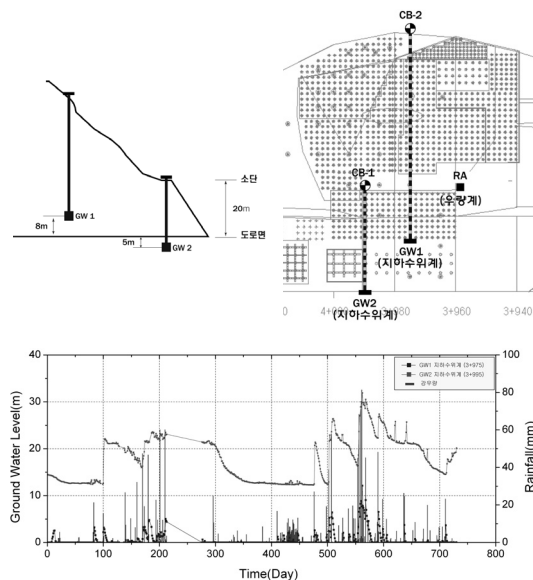 CB-2
소단
GW 1
8m
20m
도로면
5m
GW 2
CB-1
RA
(우량계)
GW1
(지하수위계)
GW2
(지하수위계)
0 4+000 3+980 3+960 3+940
GW1 지하수위계 (3+975)
GW2 지하수위계 (3+995)
강우량
Ground Water Level(m)
40
30
20
10
0
Rainfall(mm)
100
80
60
40
20
0
0 100 200 300 400 500 600 700 800
Time(Day)